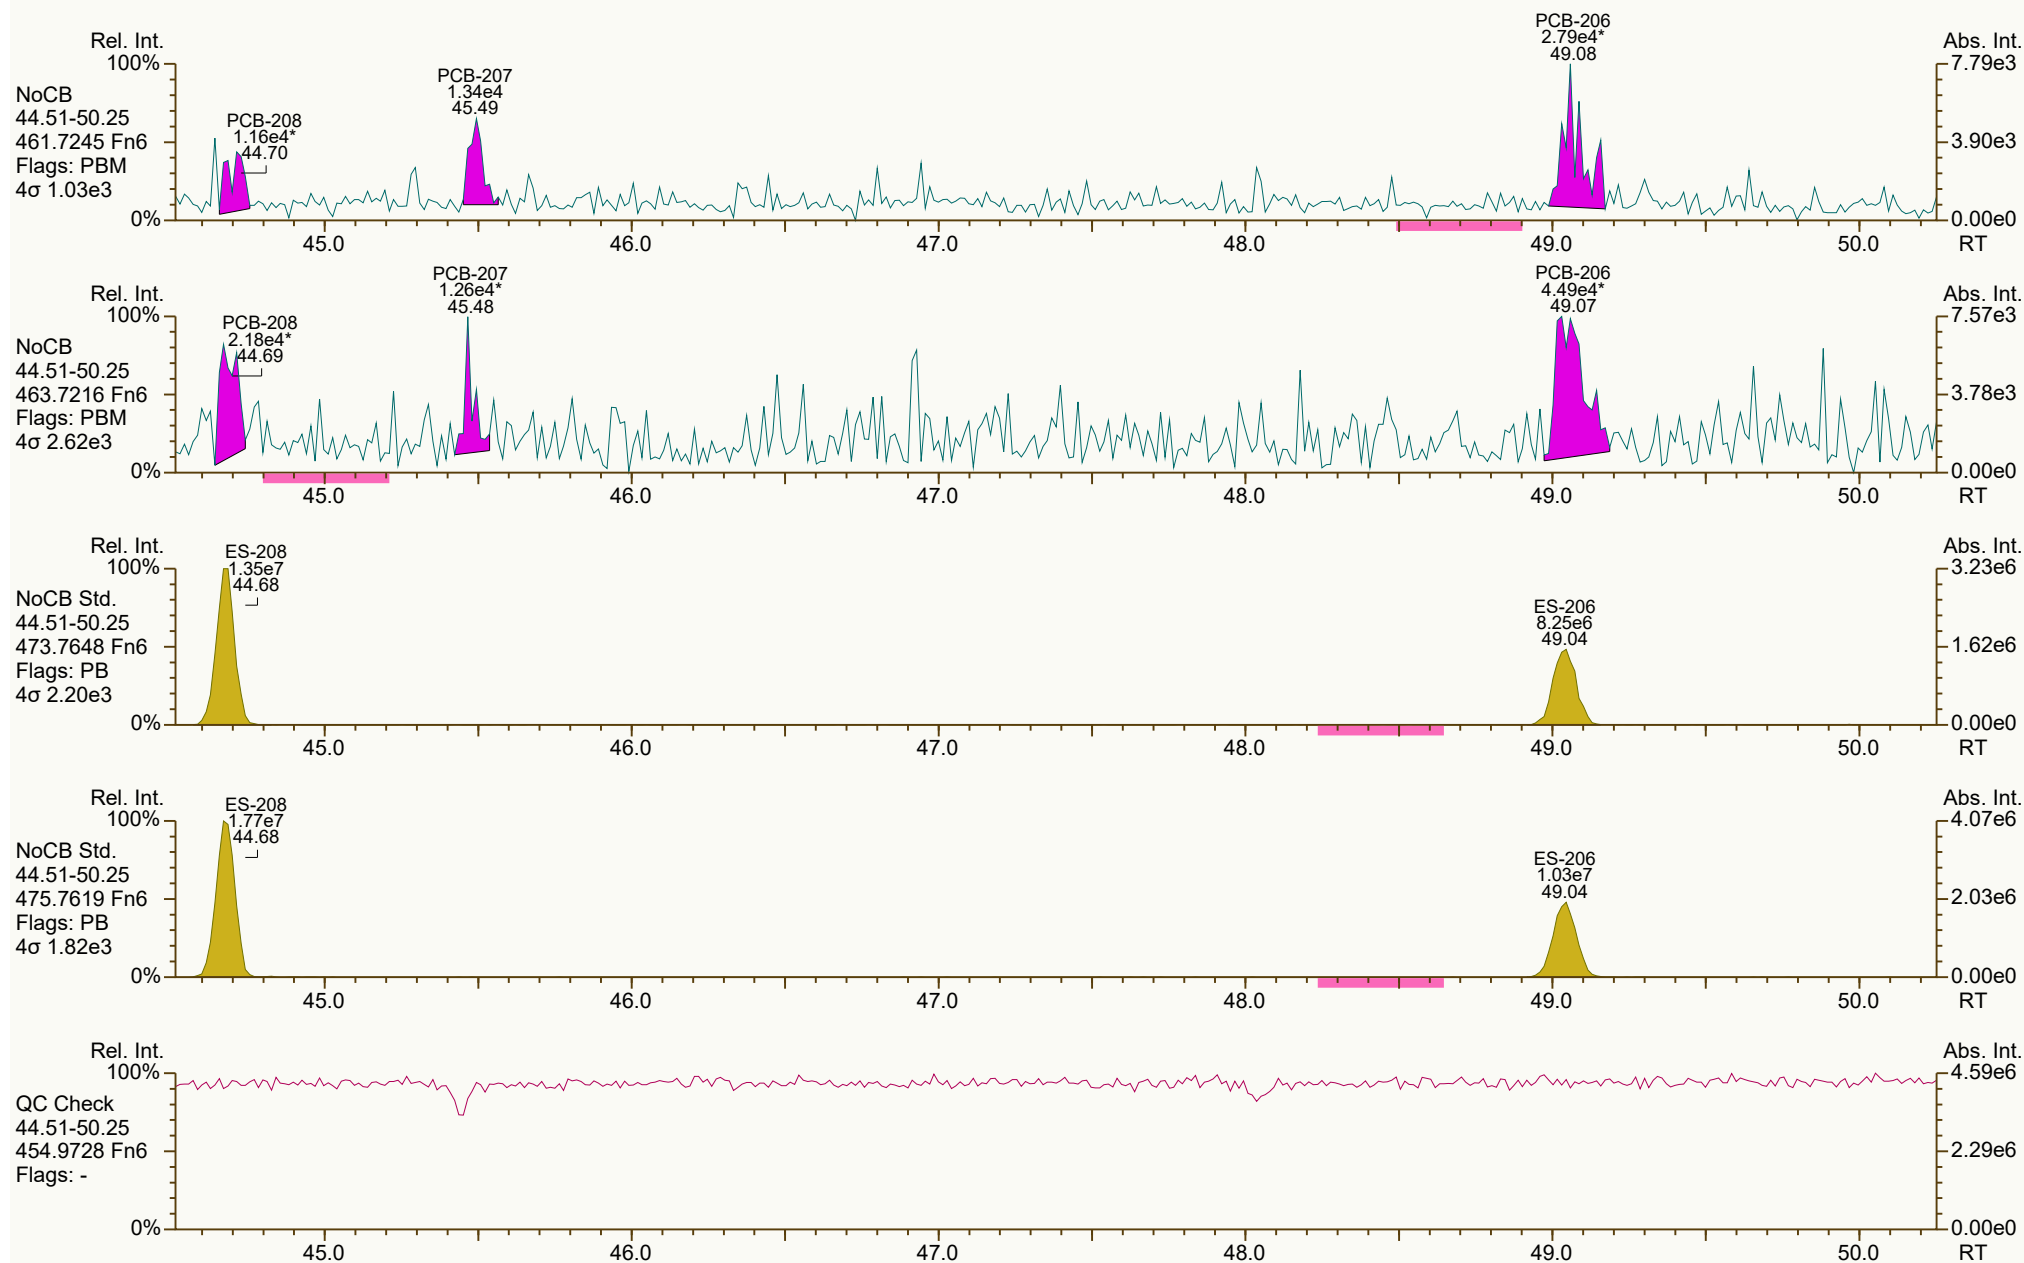 PCB-206
2.79e4*
49.08
Rel. Int.
Abs. Int.
100%
7.79e3
PCB-207
1.34e4
45.49
NoCB
44.51-50.25
461.7245 Fn6
Flags: PBM
4σ 1.03e3
PCB-208
1.16e4*
44.70
3.90e3
0%
0.00e0
45.0 46.0 47.0 48.0 49.0 50.0 RT
PCB-207
1.26e4*
45.48
PCB-206
4.49e4*
49.07
Rel. Int.
Abs. Int.
100%
7.57e3
PCB-208
2.18e4*
44.69
NoCB
44.51-50.25
463.7216 Fn6
Flags: PBM
4σ 2.62e3
3.78e3
0%
0.00e0
45.0 46.0 47.0 48.0 49.0 50.0 RT
Rel. Int.
Abs. Int.
ES-208
1.35e7
44.68
100%
3.23e6
NoCB Std.
44.51-50.25
473.7648 Fn6
Flags: PB
4σ 2.20e3
ES-206
8.25e6
49.04
1.62e6
0%
0.00e0
45.0 46.0 47.0 48.0 49.0 50.0 RT
Rel. Int.
Abs. Int.
ES-208
1.77e7
44.68
100%
4.07e6
NoCB Std.
44.51-50.25
475.7619 Fn6
Flags: PB
4σ 1.82e3
ES-206
1.03e7
49.04
2.03e6
0%
0.00e0
45.0 46.0 47.0 48.0 49.0 50.0 RT
Rel. Int.
Abs. Int.
100%
4.59e6
QC Check
44.51-50.25
454.9728 Fn6
Flags: -
2.29e6
0%
0.00e0
45.0 46.0 47.0 48.0 49.0 50.0 RT